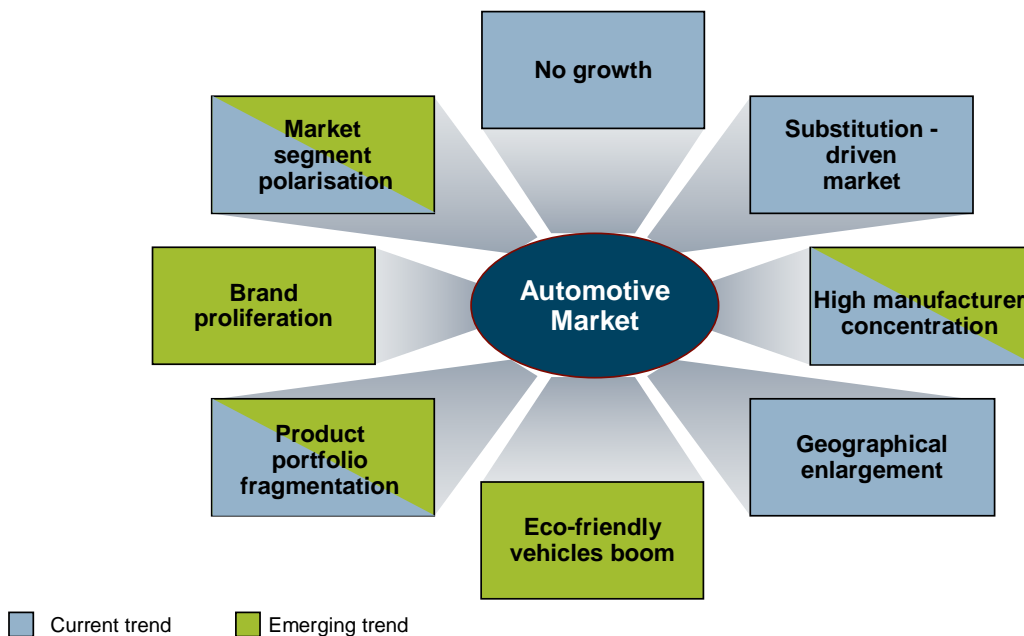 No growth
Market
segment
polarisation
Substitution -
driven
market
Brand
proliferation
Automotive
Market
High manufacturer
concentration
Product
portfolio
fragmentation
Geographical
enlargement
Eco-friendly
vehicles boom
Current trend
Emerging trend